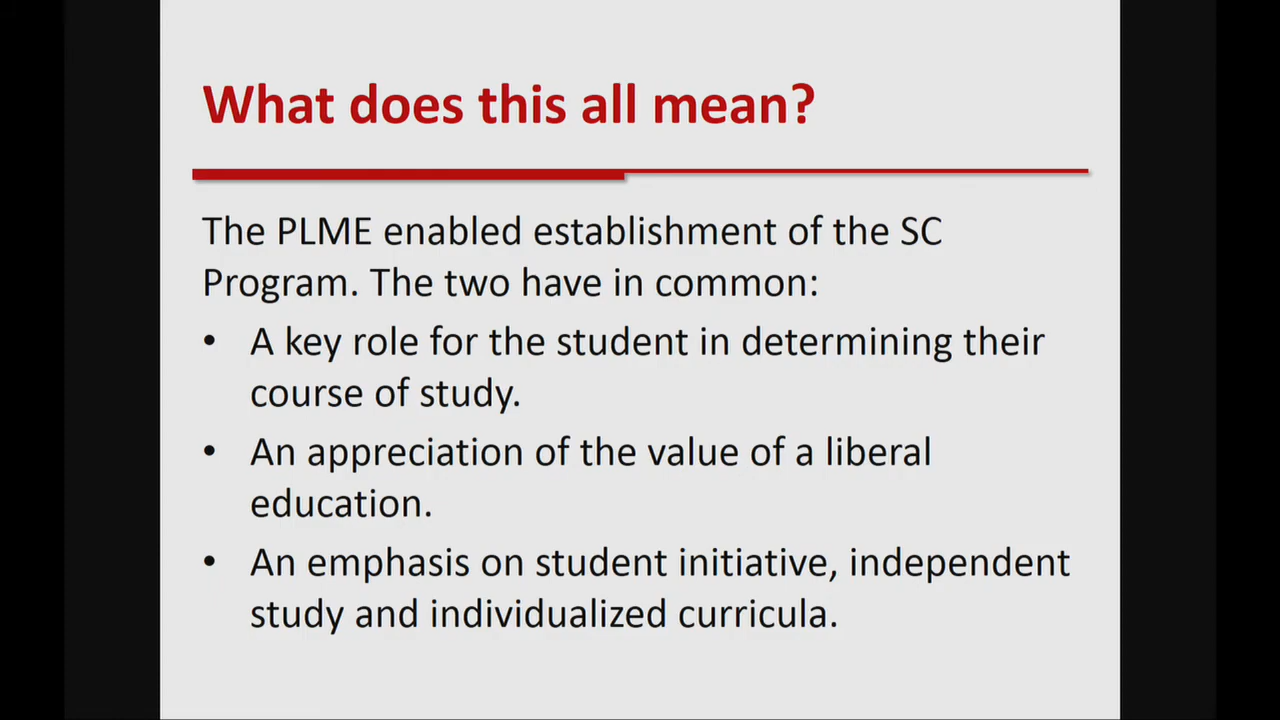 What does this all mean?
The PLME enabled establishment of the SC
Program. The two have in common:
• A key role for the student in determining their
course of study.
• An appreciation of the value of a liberal
education.
• An emphasis on student initiative, independent
study and individualized curricula.